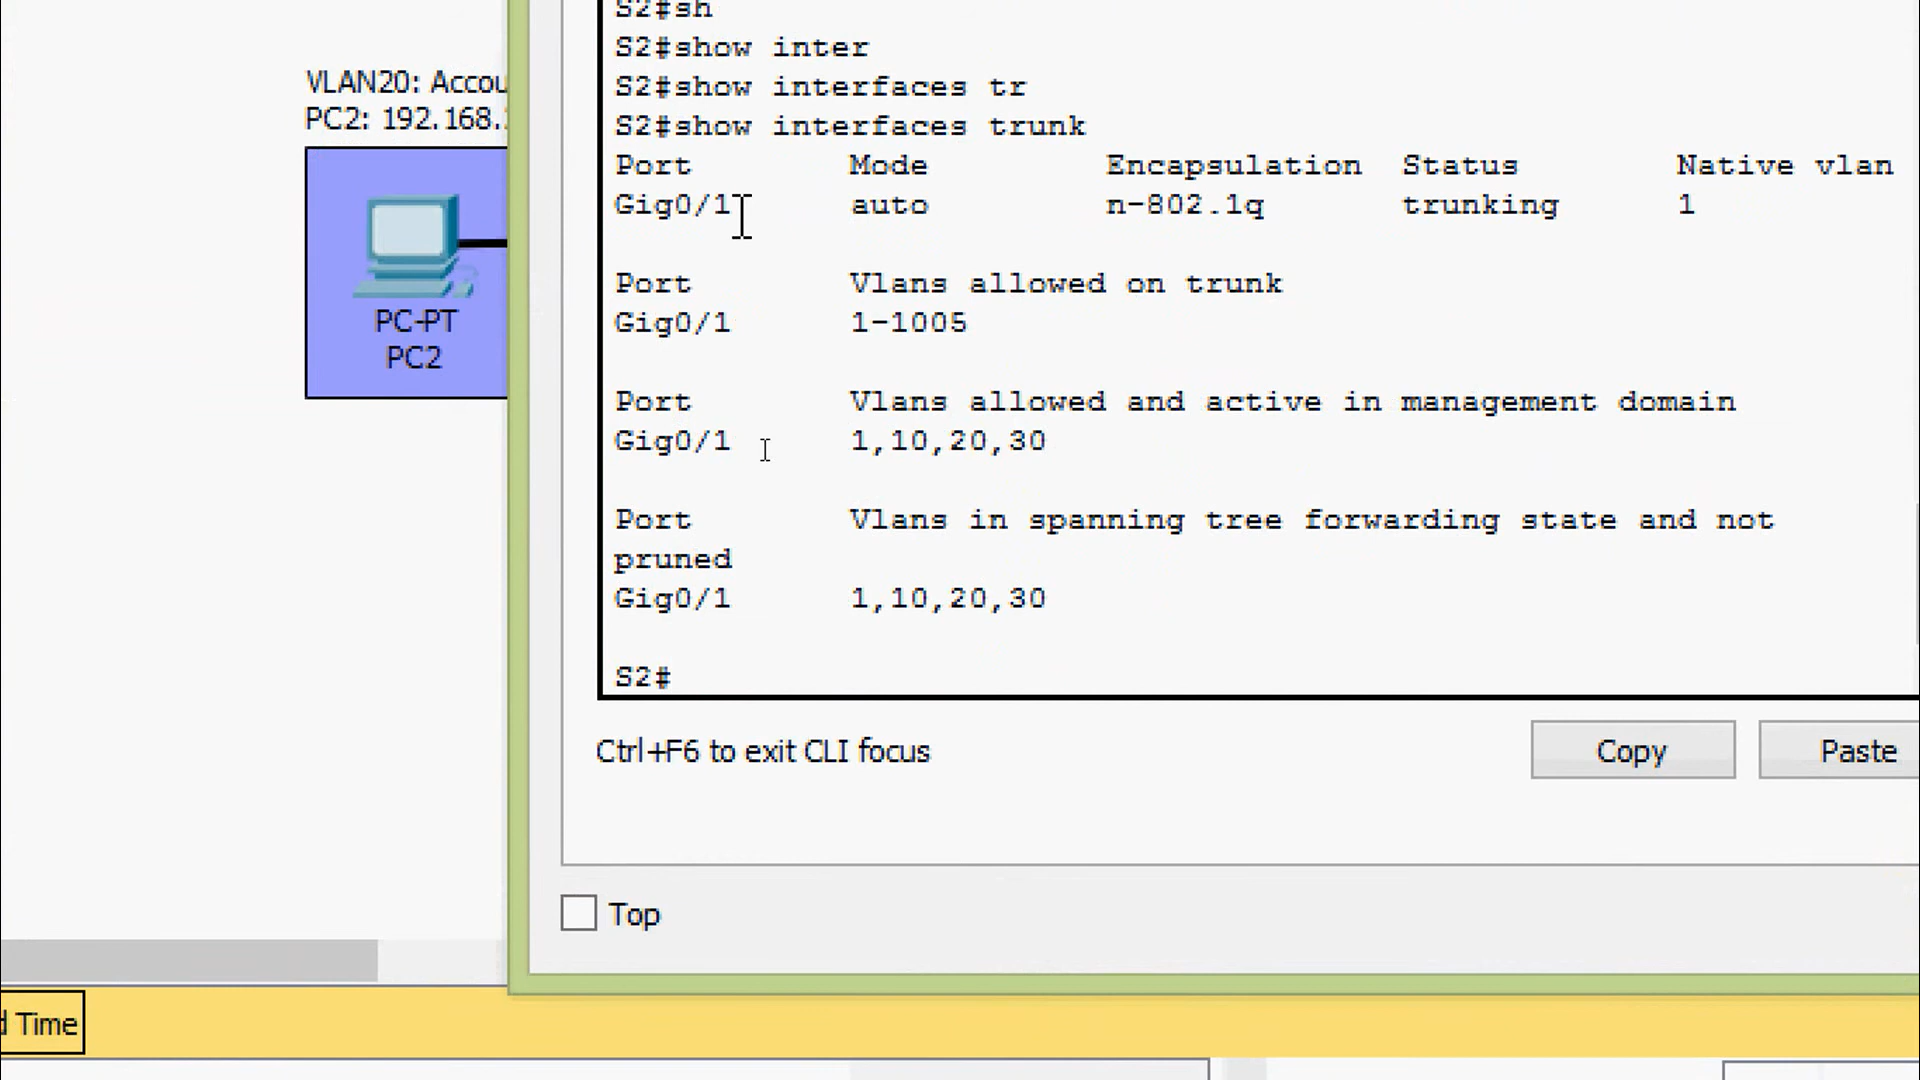 S2#sh
S2#show inter
S2#show interfaces tr
S2#show interfaces trunk
Port Mode Encapsulation Status Native vlan
Gig0/1 auto n-802.1q trunking 1
Port Vlans allowed on trunk
Gig0/1 1-1005
Port Vlans allowed and active in management domain
Gig0/1 1,10,20,30
Port Vlans in spanning tree forwarding state and not
pruned
Gig0/1 1,10,20,30
S2#
Ctrl+F6 to exit CLI focus
Copy
Paste
Top
VLAN20: Accou
PC2: 192.168.
PC-PT
PC2
d Time